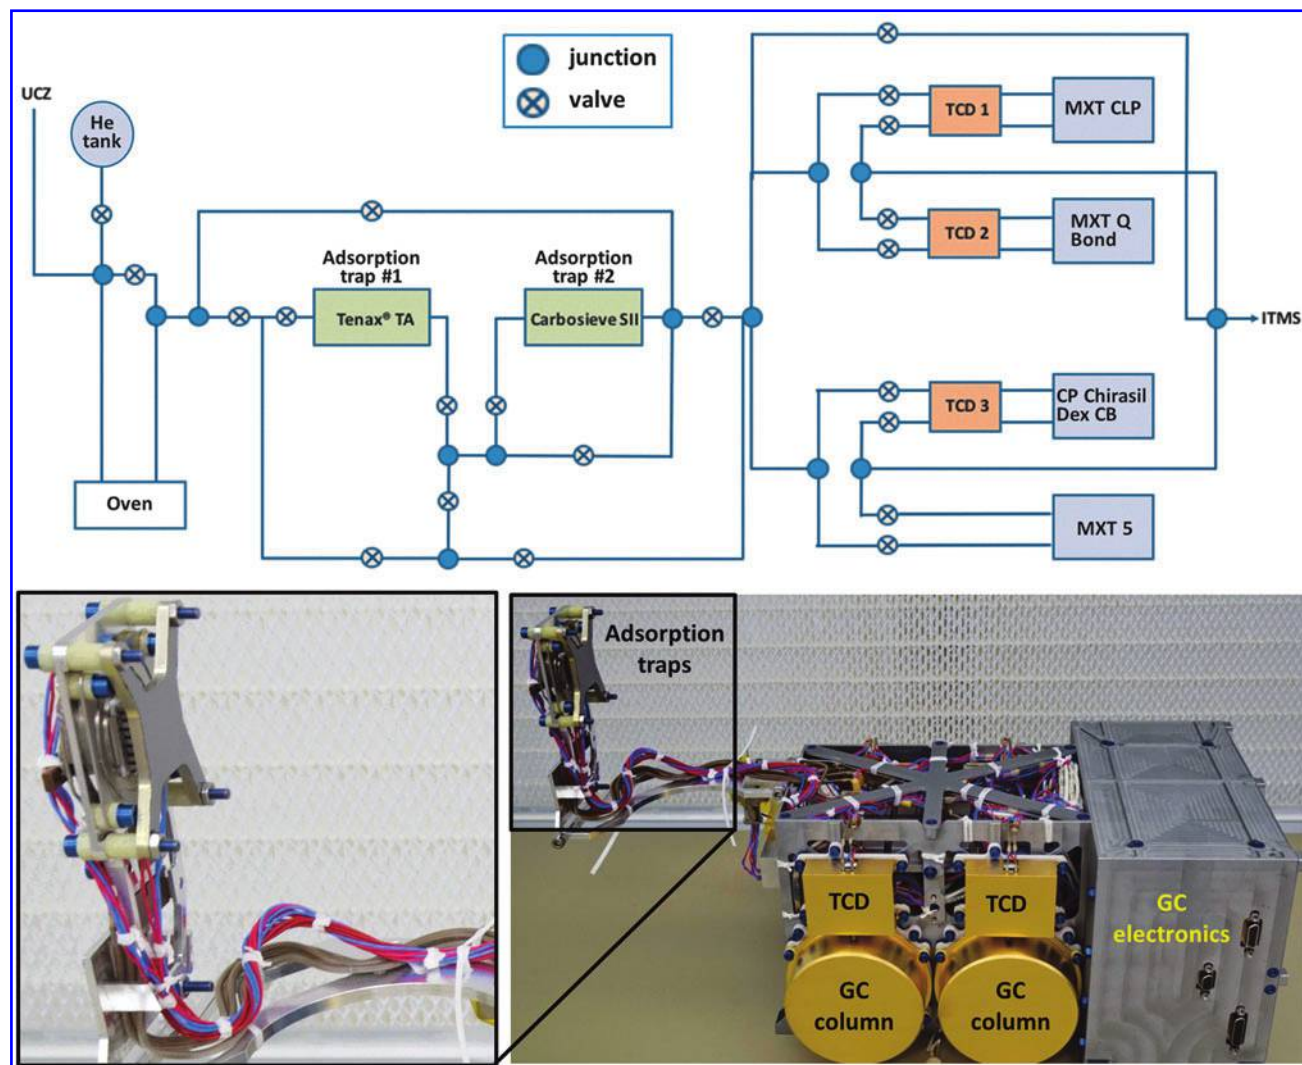 junction
valve
UCZ
He
tank
TCD 1
MXT CLP
TCD 2
MXT Q
Bond
Adsorption
trap #1
Adsorption
trap #2
Tenax® TA
Carbosieve SII
ITMS
TCD 3
CP Chirasil
Dex CB
Oven
MXT 5
Adsorption
traps
TCD
TCD
GC
electronics
GC
column
GC
column